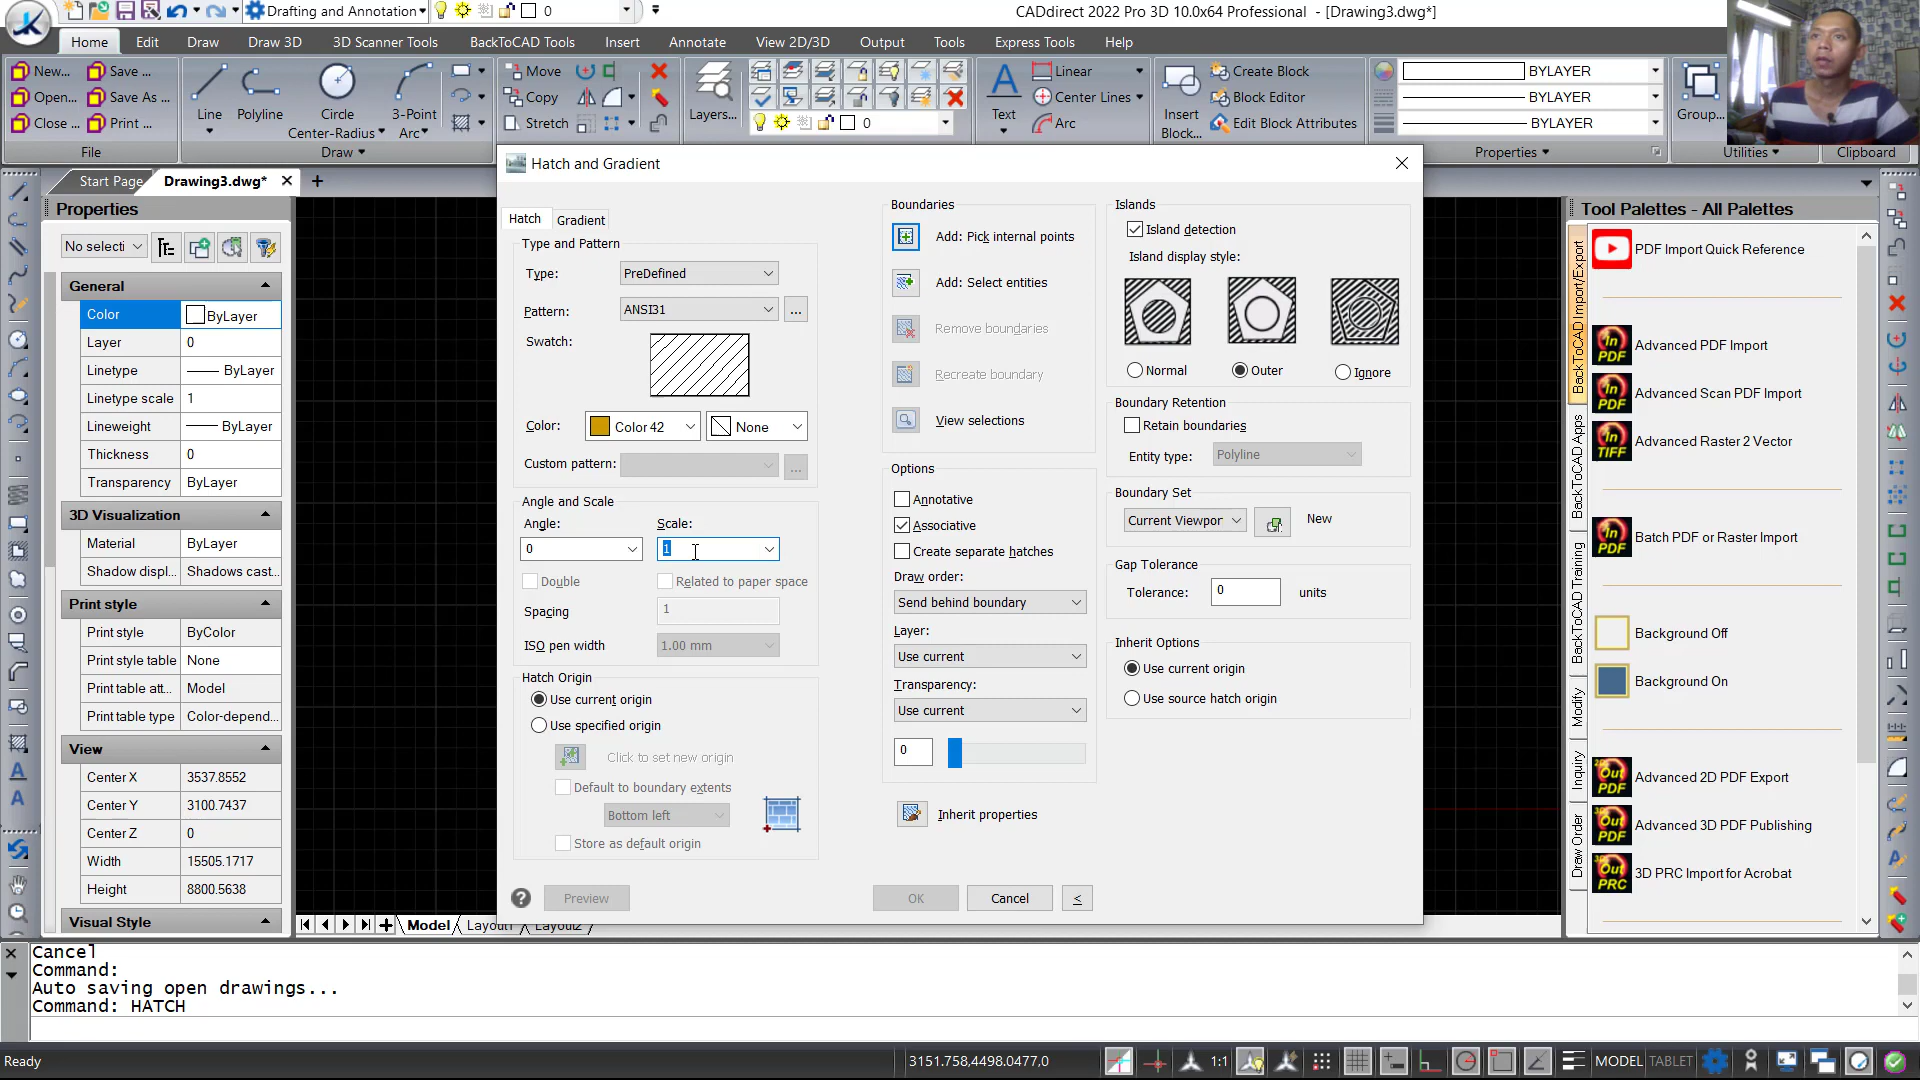 Drawing and Annotation
0
CADdirect 2022 Pro 3D 10.0x64 Professional - [Drawing3.dwg*]
Home Edit Draw Draw 3D 3D Scanner Tools BackToCAD Tools Insert Annotate View 2D/3D Output Tools Express Tools Help
New... Save ...
Open... Save As ...
Close ... Print ...
File
Line Polyline Circle Center-Radius 3-Point Arc
Draw
Move
Copy
Stretch
Layers...
0
Text
Linear
Center Lines
Arc
Insert Block...
Create Block
Block Editor
Edit Block Attributes
BYLAYER
BYLAYER
BYLAYER
Properties
Group...
Utilities
Clipboard
Start Page Drawing3.dwg*
Properties
No selecti
General
Color ByLayer
Layer 0
Linetype ByLayer
Linetype scale 1
Lineweight ByLayer
Thickness 0
Transparency ByLayer
3D Visualization
Material ByLayer
Shadow displ... Shadows cast...
Print style
Print style ByColor
Print style table None
Print table att... Model
Print table type Color-depend...
View
Center X 3537.8552
Center Y 3100.7437
Center Z 0
Width 15505.1717
Height 8800.5638
Visual Style
Hatch and Gradient
Hatch Gradient
Type and Pattern
Type: PreDefined
Pattern: ANSI31 ...
Swatch:
Color: Color 42 None
Custom pattern: ...
Angle and Scale
Angle: Scale:
0 1
Double Related to paper space
Spacing 1
ISO pen width 1.00 mm
Hatch Origin
Use current origin
Use specified origin
Click to set new origin
Default to boundary extents
Bottom left
Store as default origin
? Preview
Boundaries
Add: Pick internal points
Add: Select entities
Remove boundaries
Recreate boundary
View selections
Options
Annotative
Associative
Create separate hatches
Draw order:
Send behind boundary
Layer:
Use current
Transparency:
Use current
0
Inherit properties
OK Cancel <
Islands
Island detection
Island display style:
Normal Outer Ignore
Boundary Retention
Retain boundaries
Entity type: Polyline
Boundary Set
Current Viewpor New
Gap Tolerance
Tolerance: 0 units
Inherit Options
Use current origin
Use source hatch origin
Model Layout1 Layout2
Tool Palettes - All Palettes
BackToCAD Import/Export
BackToCAD Apps
BackToCAD Training
Modify
Inquiry
Draw Order
PDF Import Quick Reference
Advanced PDF Import
Advanced Scan PDF Import
Advanced Raster 2 Vector
Batch PDF or Raster Import
Background Off
Background On
Advanced 2D PDF Export
Advanced 3D PDF Publishing
3D PRC Import for Acrobat
Cancel
Command:
Auto saving open drawings...
Command: HATCH
Ready
3151.758,4498.0477,0
1:1
MODEL TABLET